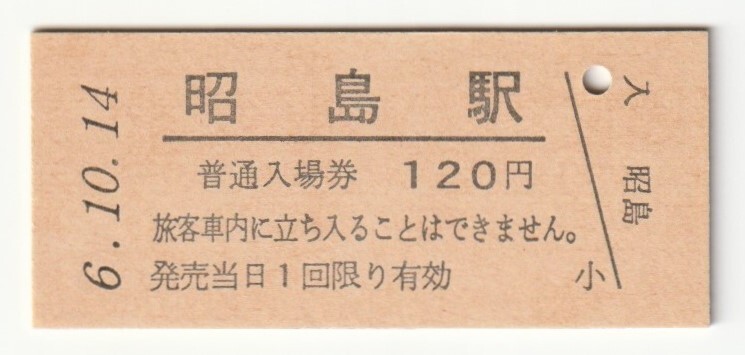 6.10.14
昭島駅
普通入場券 120円
旅客車内に立ち入ることはできません。
発売当日1回限り有効
小
入 昭島